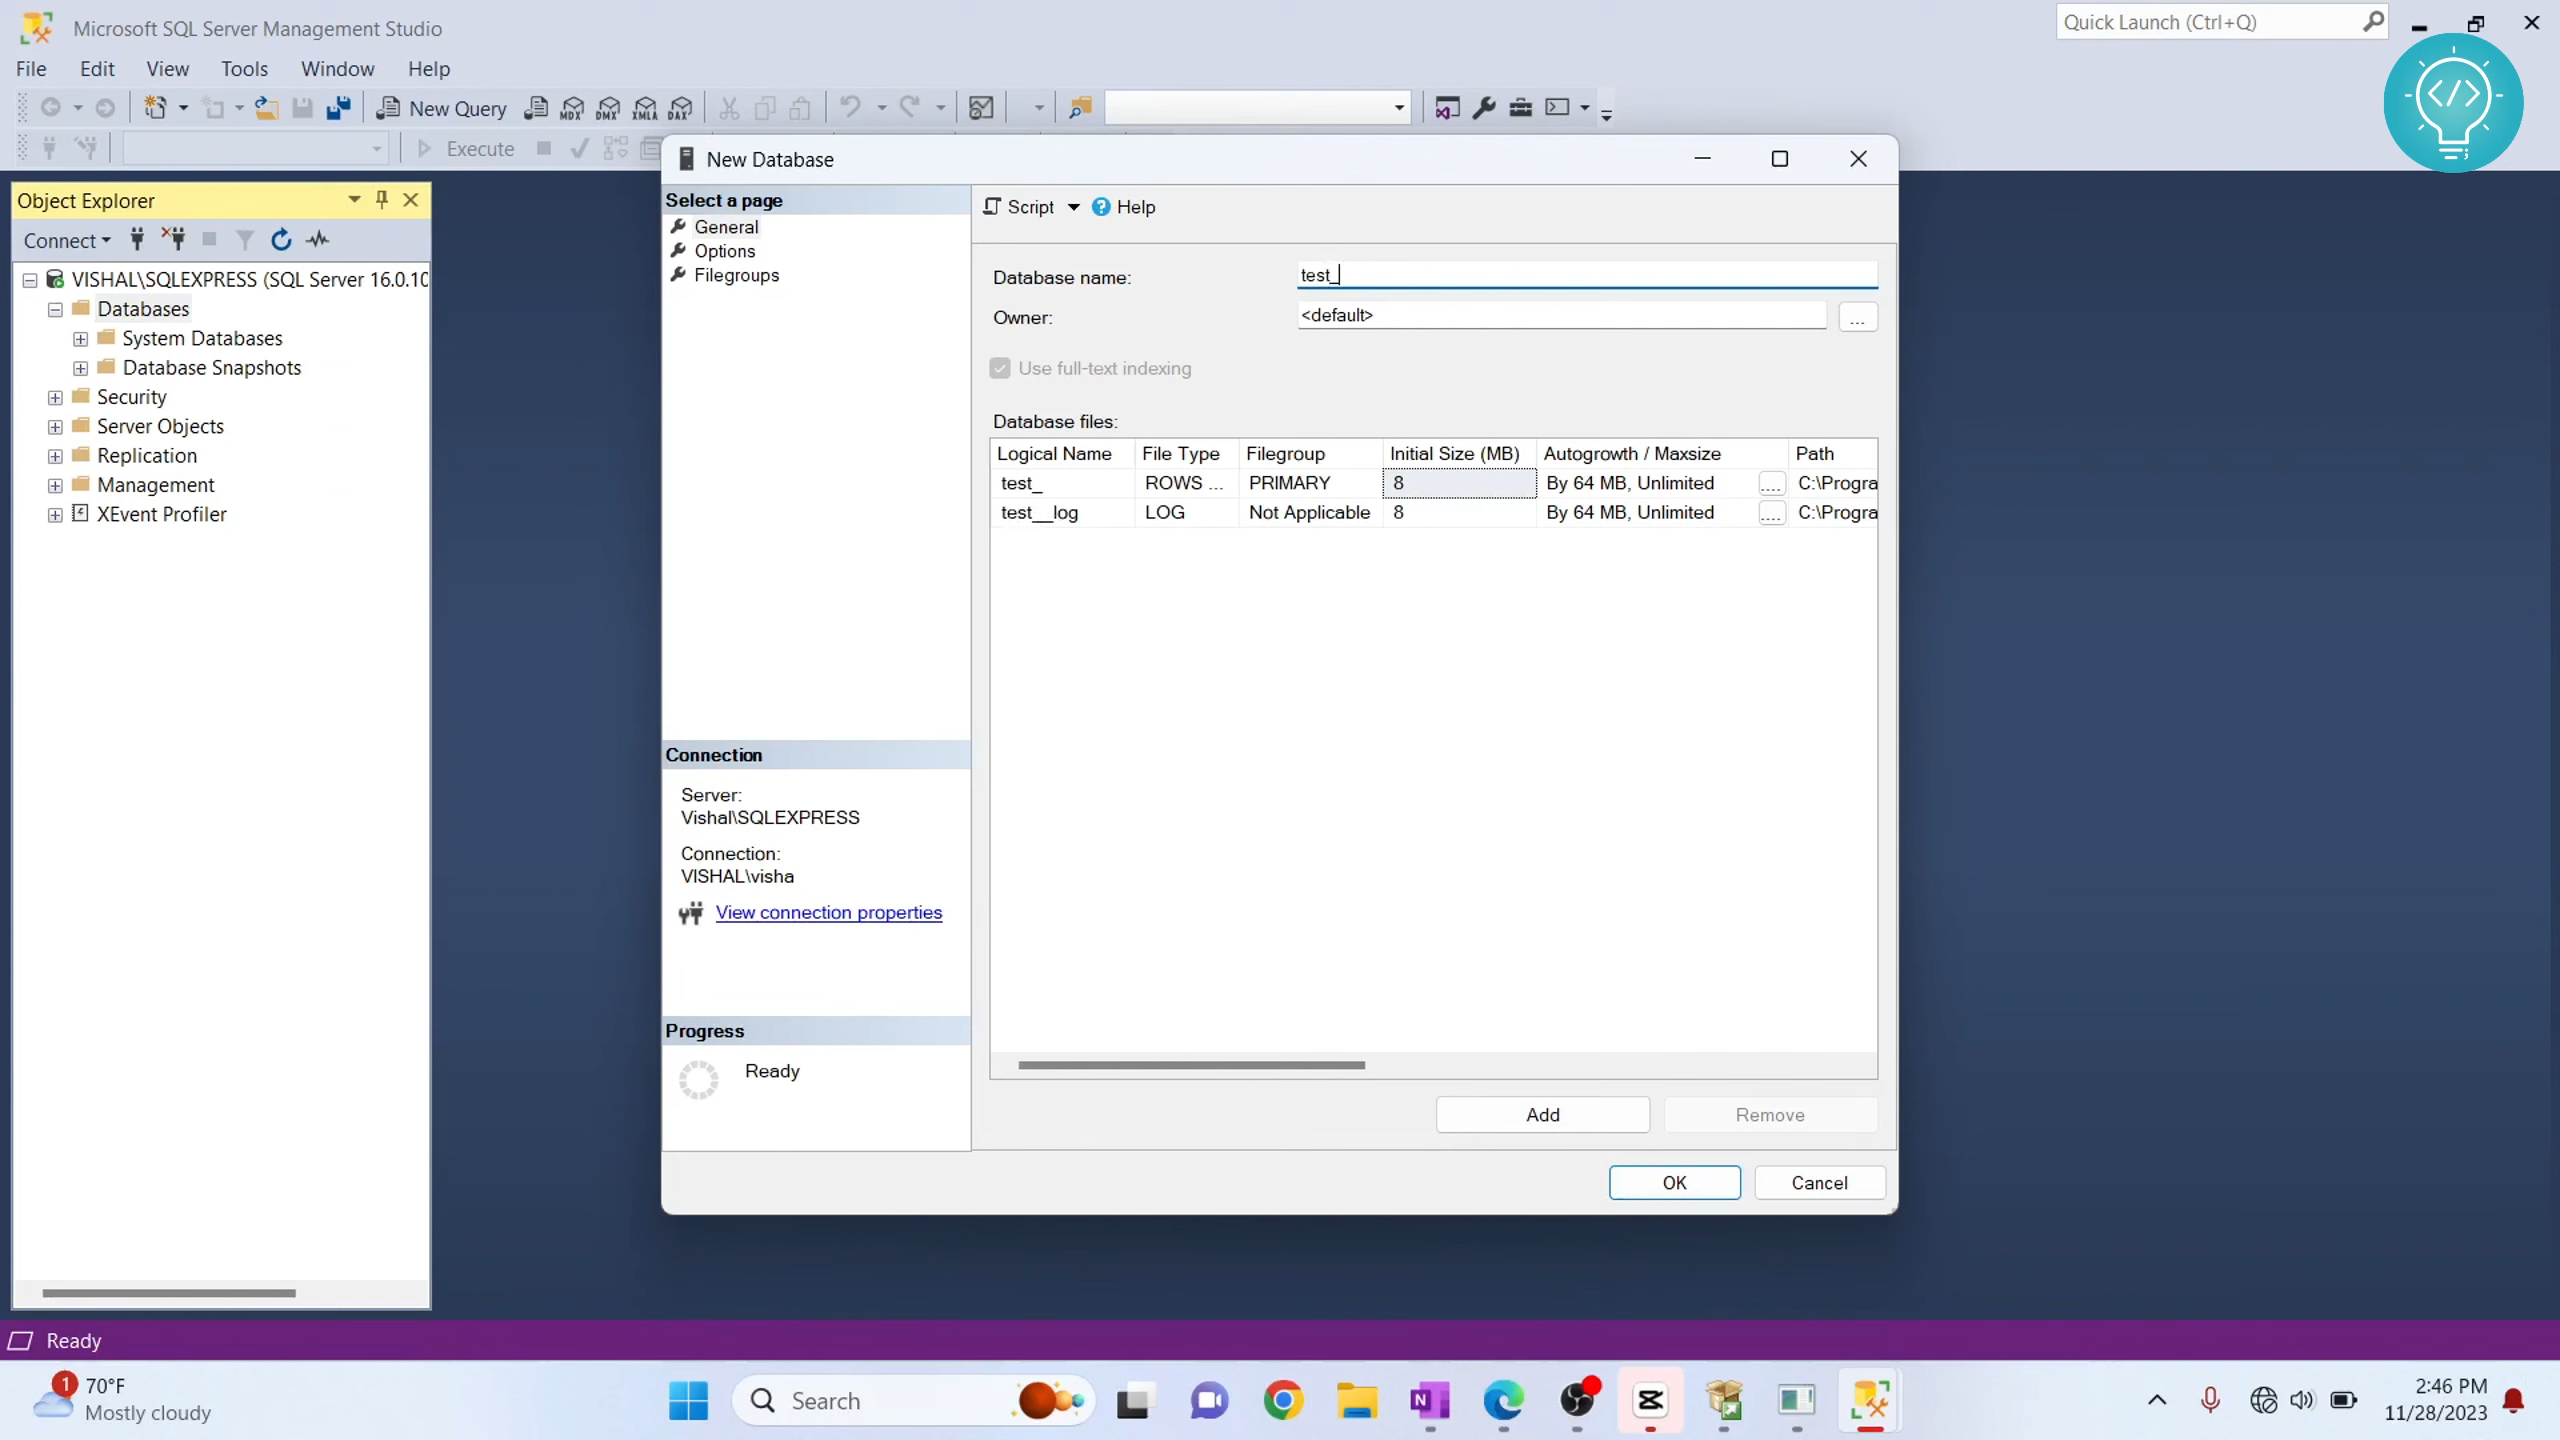 Microsoft SQL Server Management Studio
Quick Launch (Ctrl+Q)
File Edit View Tools Window Help
New Query MDX DMX XMLA DAX
Execute
New Database
Object Explorer
Connect
VISHAL\SQLEXPRESS (SQL Server 16.0.10
Databases
System Databases
Database Snapshots
Security
Server Objects
Replication
Management
XEvent Profiler
Select a page
General
Options
Filegroups
Script Help
Database name: test_
Owner: <default> ...
Use full-text indexing
Database files:
Logical Name File Type Filegroup Initial Size (MB) Autogrowth / Maxsize Path
test_ ROWS ... PRIMARY 8 By 64 MB, Unlimited .... C:\Progra
test__log LOG Not Applicable 8 By 64 MB, Unlimited .... C:\Progra
Connection
Server:
Vishal\SQLEXPRESS
Connection:
VISHAL\visha
View connection properties
Progress
Ready
Add Remove
OK Cancel
Ready
1 70°F
Mostly cloudy
Search
2:46 PM
11/28/2023